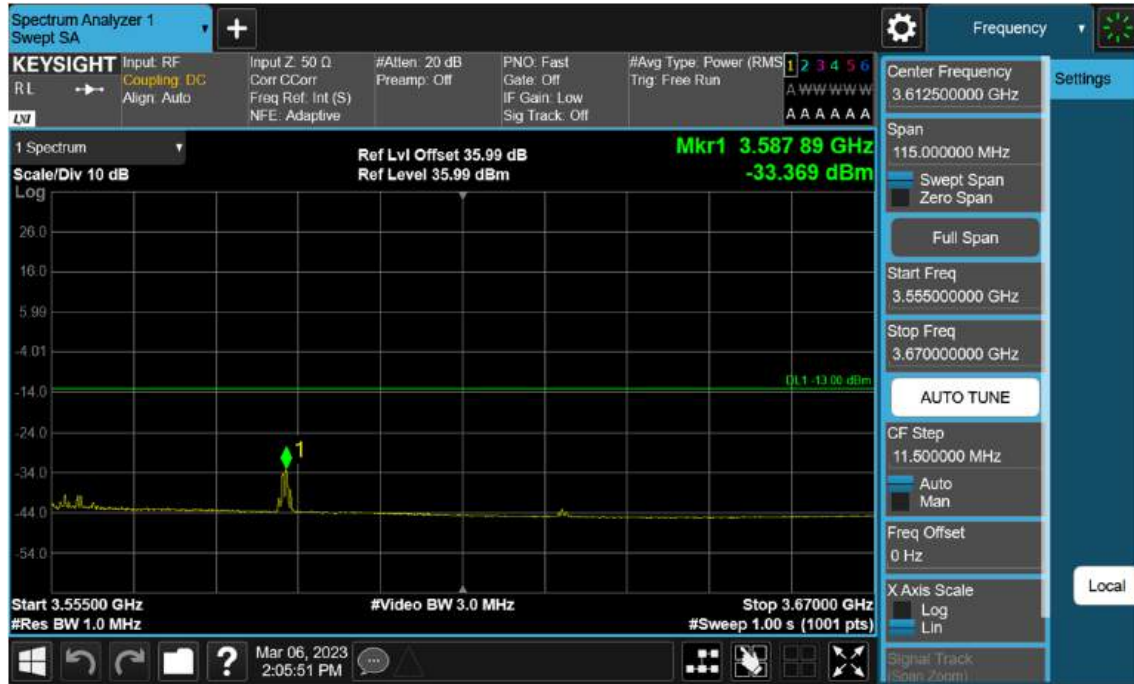 Spectrum Analyzer 1
Swept SA
Frequency
KEYSIGHT
RL
LXI
Input: RF
Coupling: DC
Align: Auto
Input Z: 50 Ω
Corr CCorr
Freq Ref: Int (S)
NFE: Adaptive
#Atten: 20 dB
Preamp: Off
PNO: Fast
Gate: Off
IF Gain: Low
Sig Track: Off
#Avg Type: Power (RMS
Trig: Free Run
1 2 3 4 5 6
A W W W W W
A A A A A A
1 Spectrum
Scale/Div 10 dB
Ref Lvl Offset 35.99 dB
Ref Level 35.99 dBm
Mkr1 3.587 89 GHz
-33.369 dBm
Log
26.0
16.0
5.99
-4.01
DL1 -13.00 dBm
-14.0
-24.0
1
-34.0
-44.0
-54.0
Start 3.55500 GHz
#Video BW 3.0 MHz
Stop 3.67000 GHz
#Res BW 1.0 MHz
#Sweep 1.00 s (1001 pts)
Center Frequency
3.612500000 GHz
Settings
Span
115.000000 MHz
Swept Span
Zero Span
Full Span
Start Freq
3.555000000 GHz
Stop Freq
3.670000000 GHz
AUTO TUNE
CF Step
11.500000 MHz
Auto
Man
Freq Offset
0 Hz
X Axis Scale
Log
Lin
Local
Signal Track
(Span Zoom)
?
Mar 06, 2023
2:05:51 PM